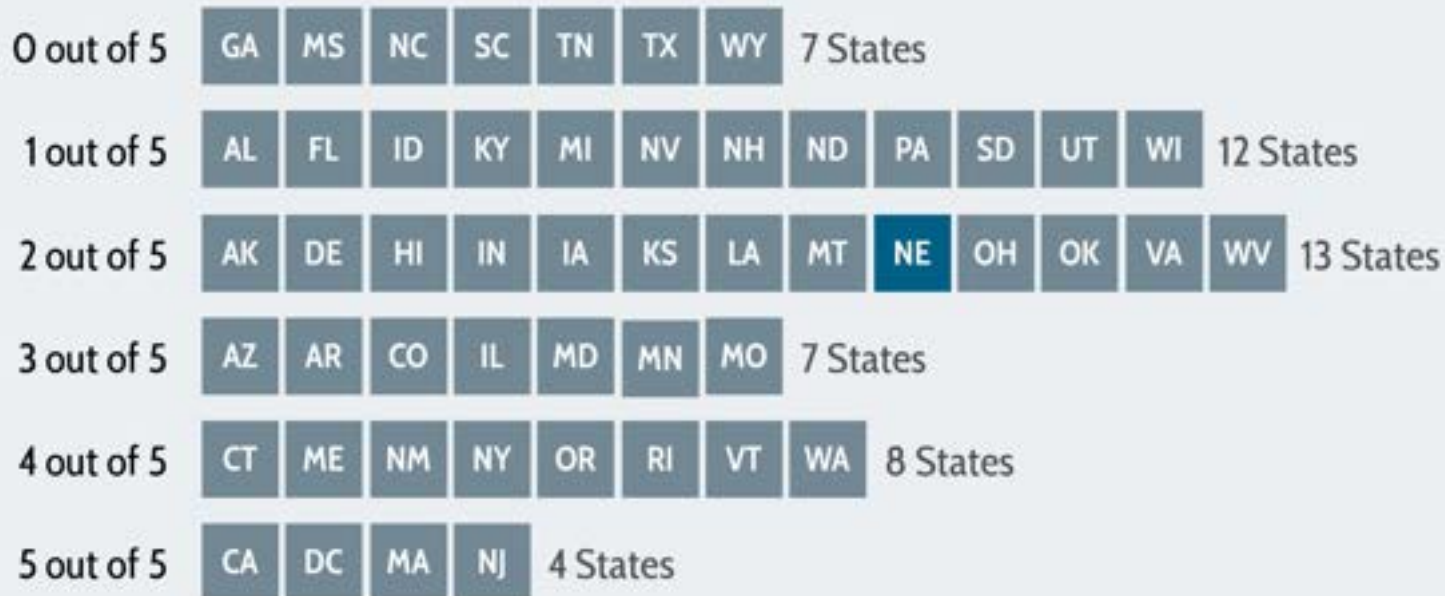 0 out of 5 GA MS NC SC TN TX WY 7 States
1 out of 5 AL FL ID KY MI NV NH ND PA SD UT WI 12 States
2 out of 5 AK DE HI IN IA KS LA MT NE OH OK VA WV 13 States
3 out of 5 AZ AR CO IL MD MN MO 7 States
4 out of 5 CT ME NM NY OR RI VT WA 8 States
5 out of 5 CA DC MA NJ 4 States